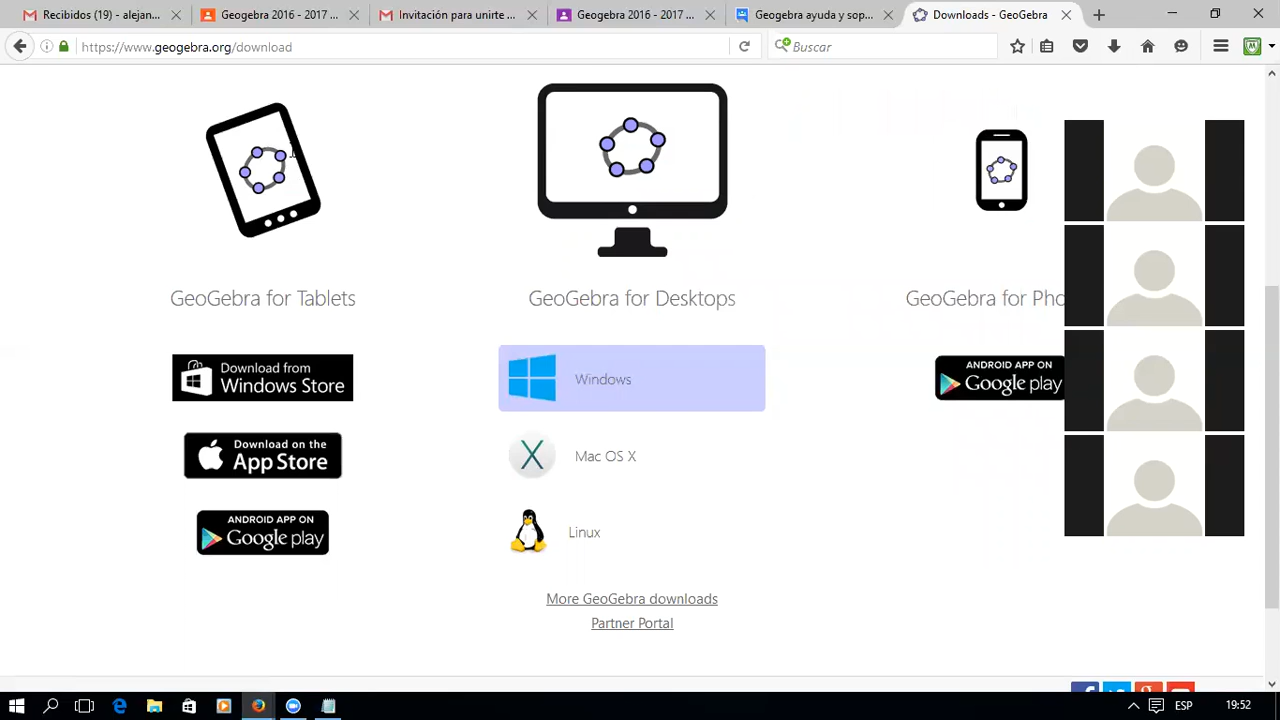 Recibidos (19) - alejan...
Geogebra 2016 - 2017 ...
Invitación para unirte ...
Geogebra 2016 - 2017 ...
Geogebra ayuda y sop...
Downloads - GeoGebra
https://www.geogebra.org/download
Buscar
GeoGebra for Tablets
GeoGebra for Desktops
GeoGebra for Pho
Download from
Windows Store
Windows
ANDROID APP ON
Google play
Download on the
App Store
Mac OS X
ANDROID APP ON
Google play
Linux
More GeoGebra downloads
Partner Portal
ESP
19:52